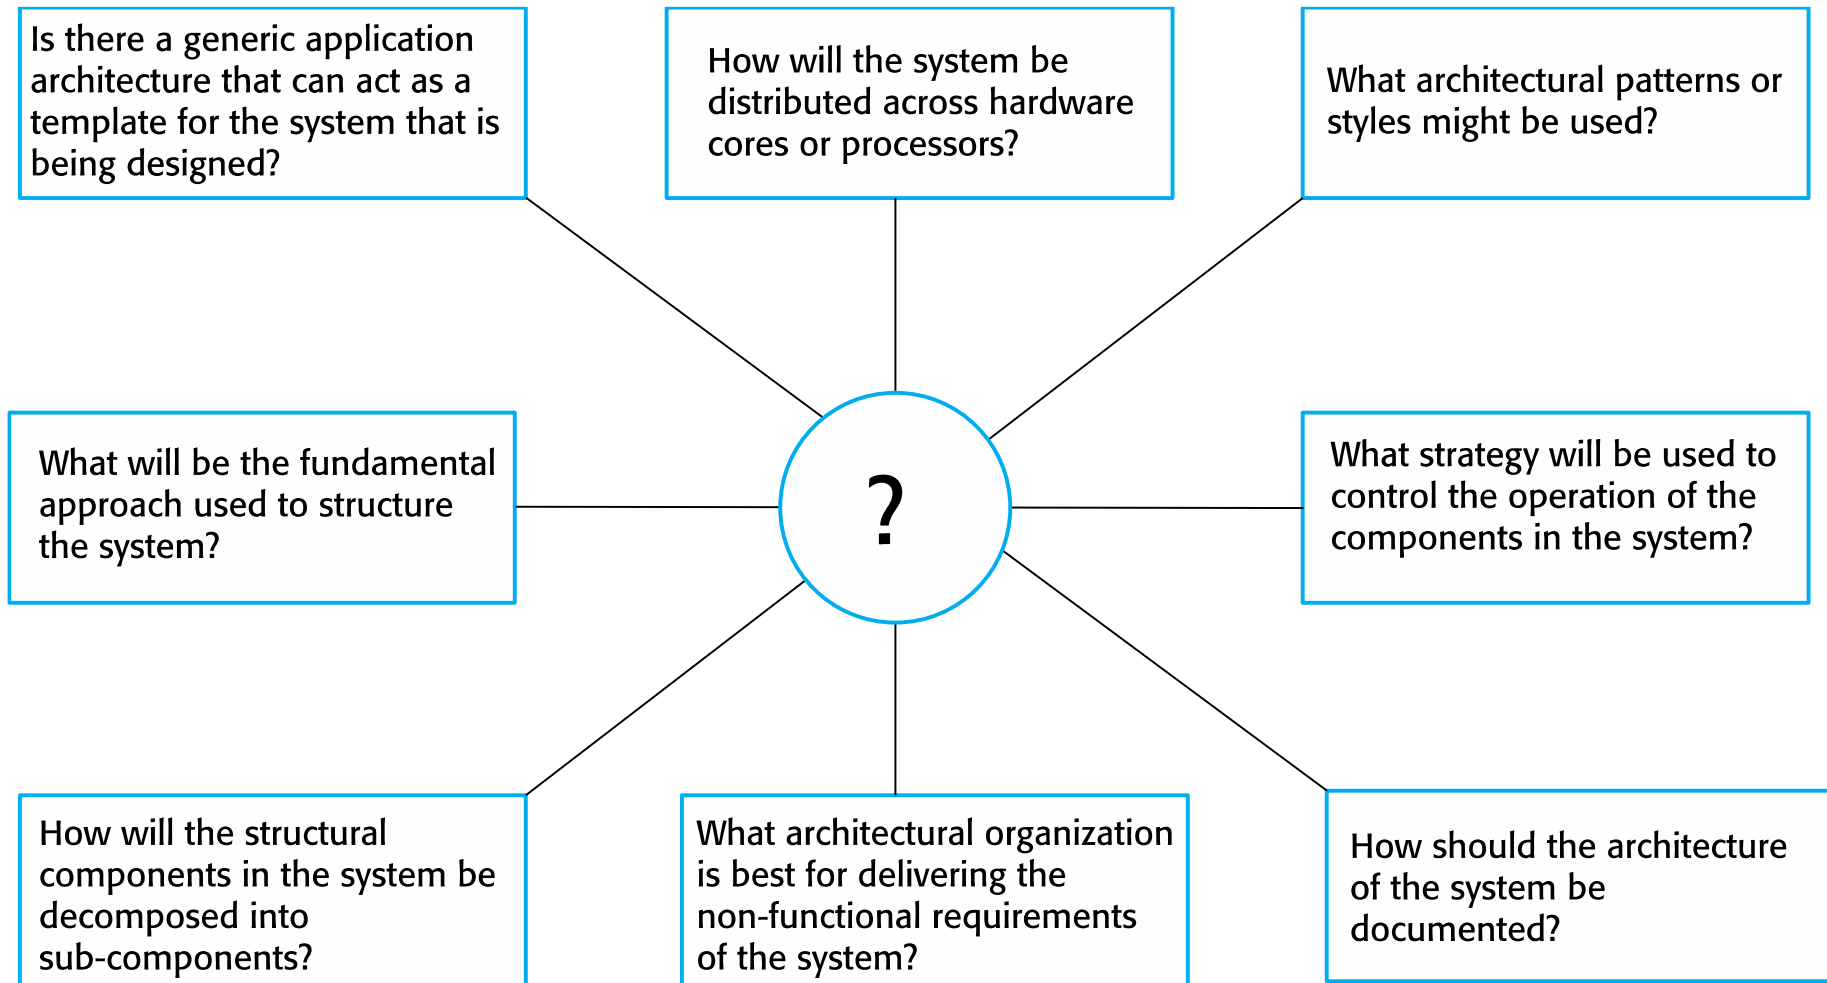 Is there a generic application
architecture that can act as a
template for the system that is
being designed?
How will the system be
distributed across hardware
cores or processors?
What architectural patterns or
styles might be used?
What will be the fundamental
approach used to structure
the system?
?
What strategy will be used to
control the operation of the
components in the system?
How will the structural
components in the system be
decomposed into
sub-components?
What architectural organization
is best for delivering the
non-functional requirements
of the system?
How should the architecture
of the system be
documented?